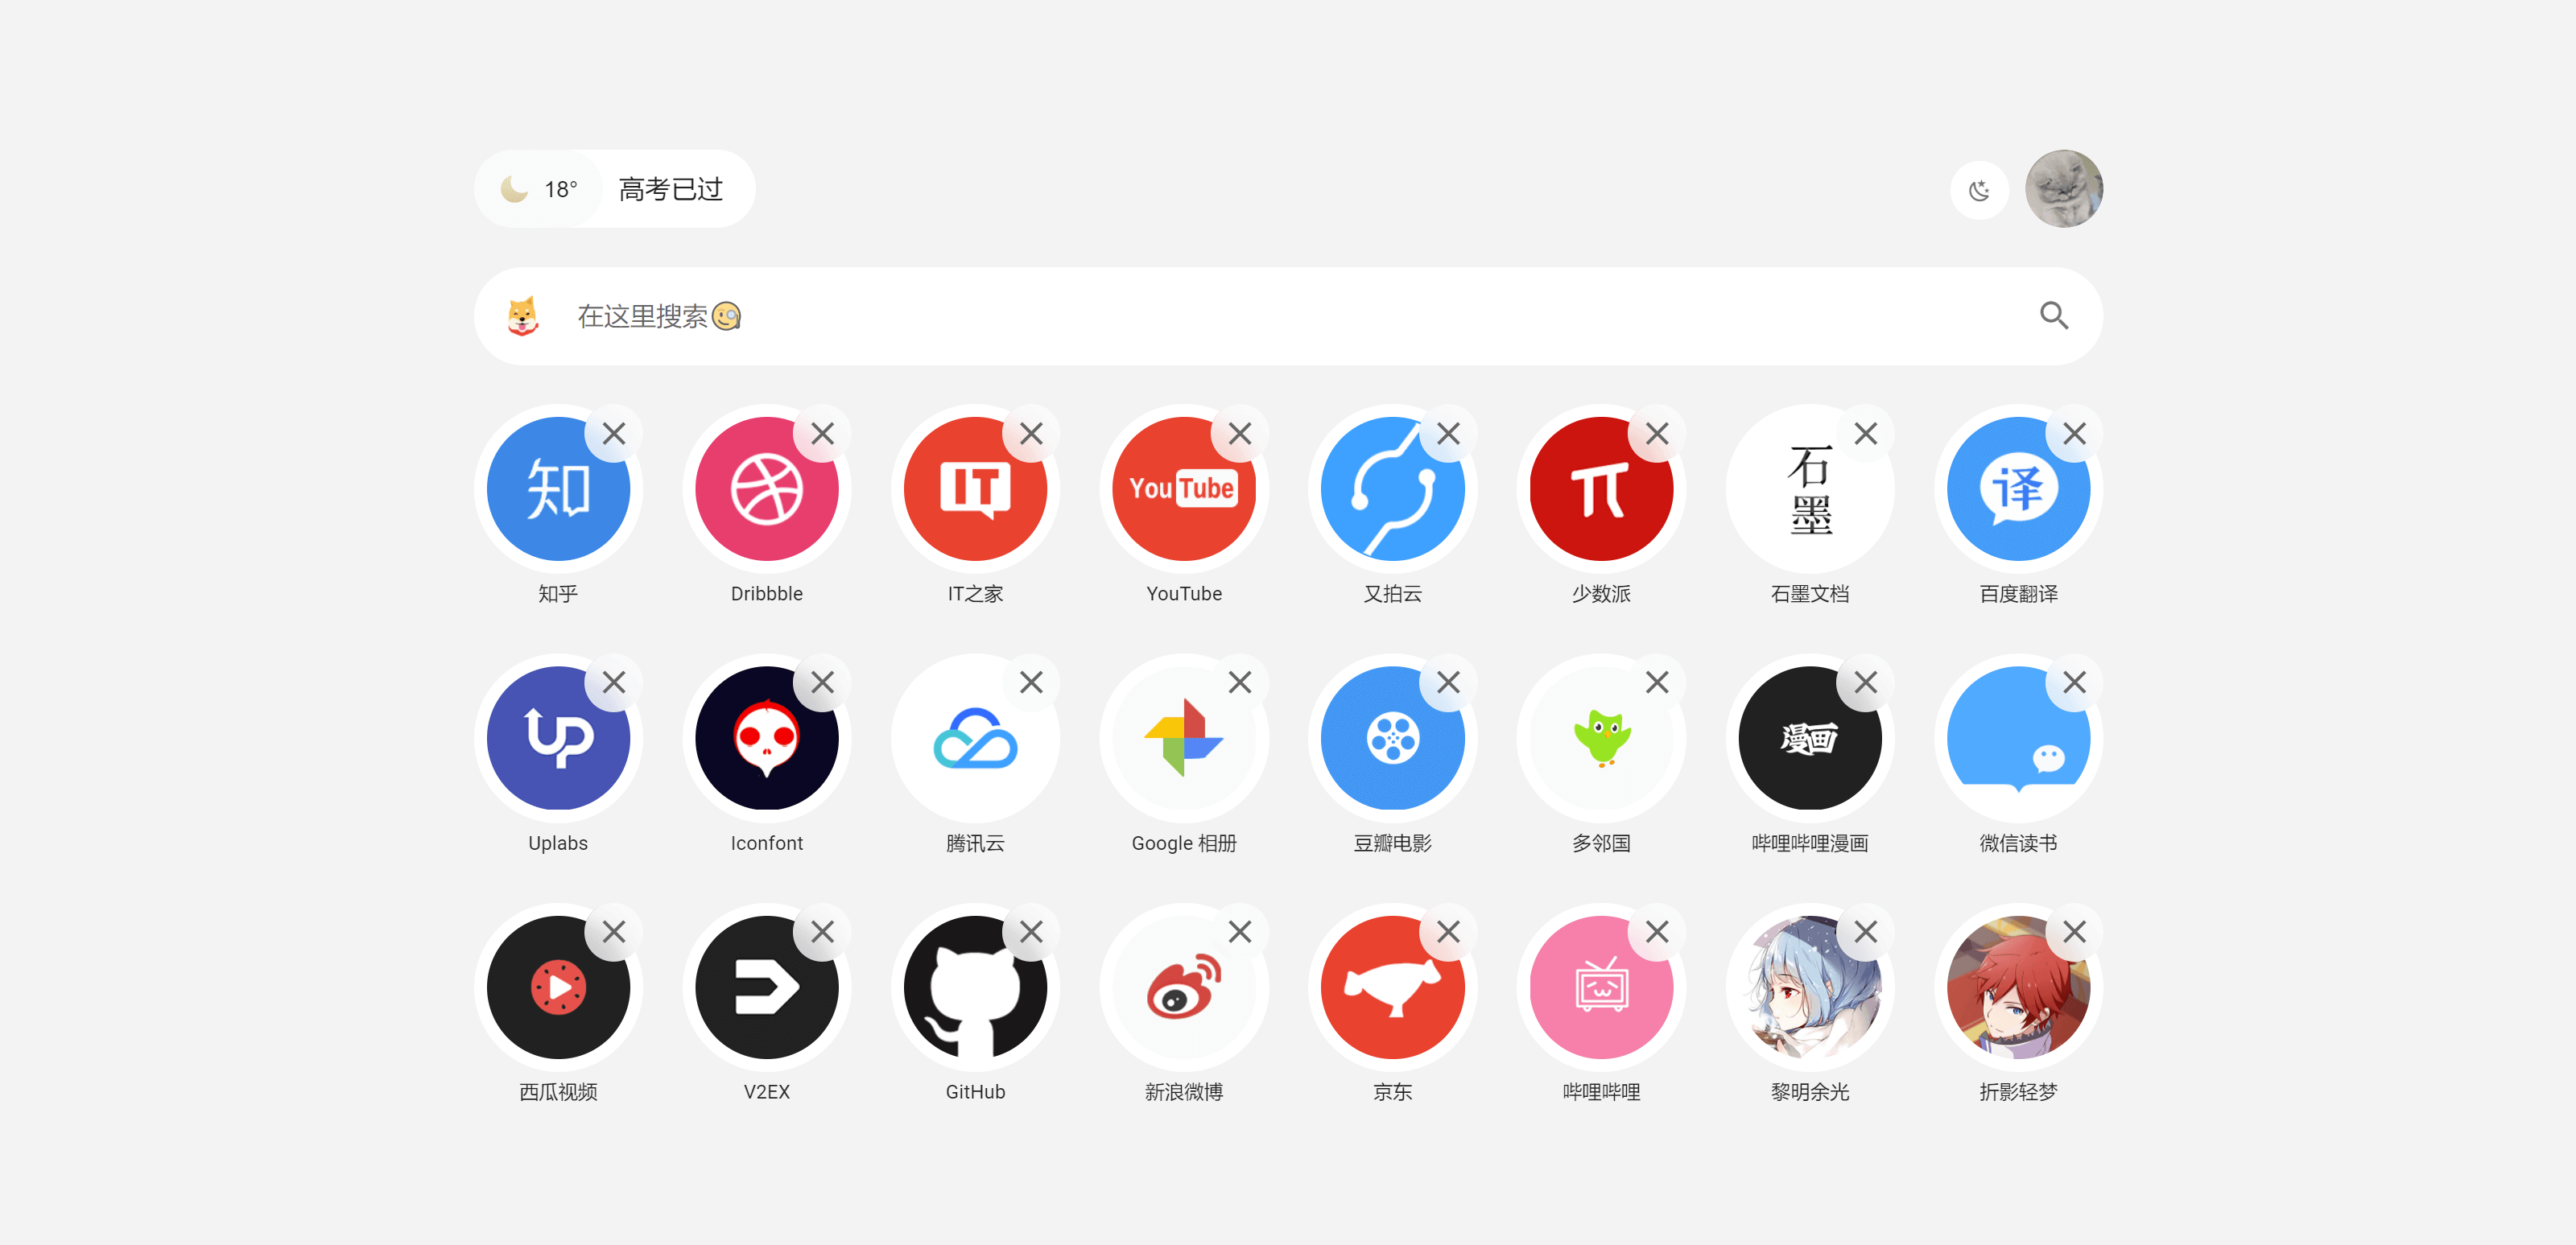 18° 高考已过
在这里搜索
知
IT
You Tube
π
石墨
译
知乎 Dribbble IT之家 YouTube 又拍云 少数派 石墨文档 百度翻译
UP
漫画
Uplabs Iconfont 腾讯云 Google 相册 豆瓣电影 多邻国 哔哩哔哩漫画 微信读书
西瓜视频 V2EX GitHub 新浪微博 京东 哔哩哔哩 黎明余光 折影轻梦